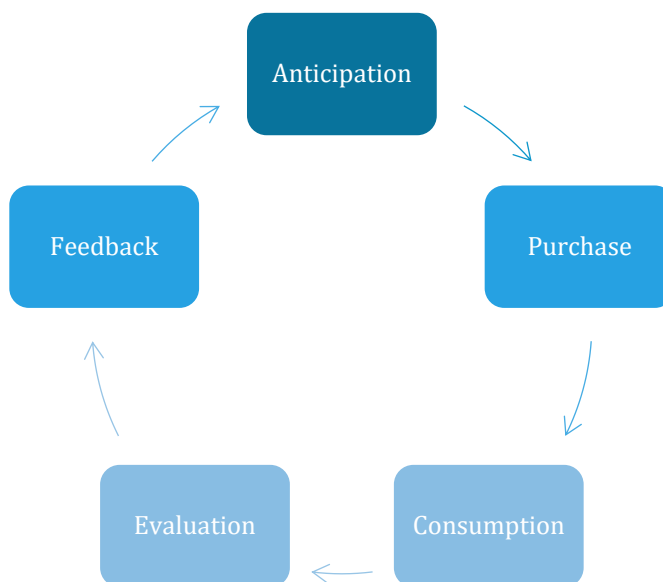 Anticipation
Purchase
Consumption
Evaluation
Feedback